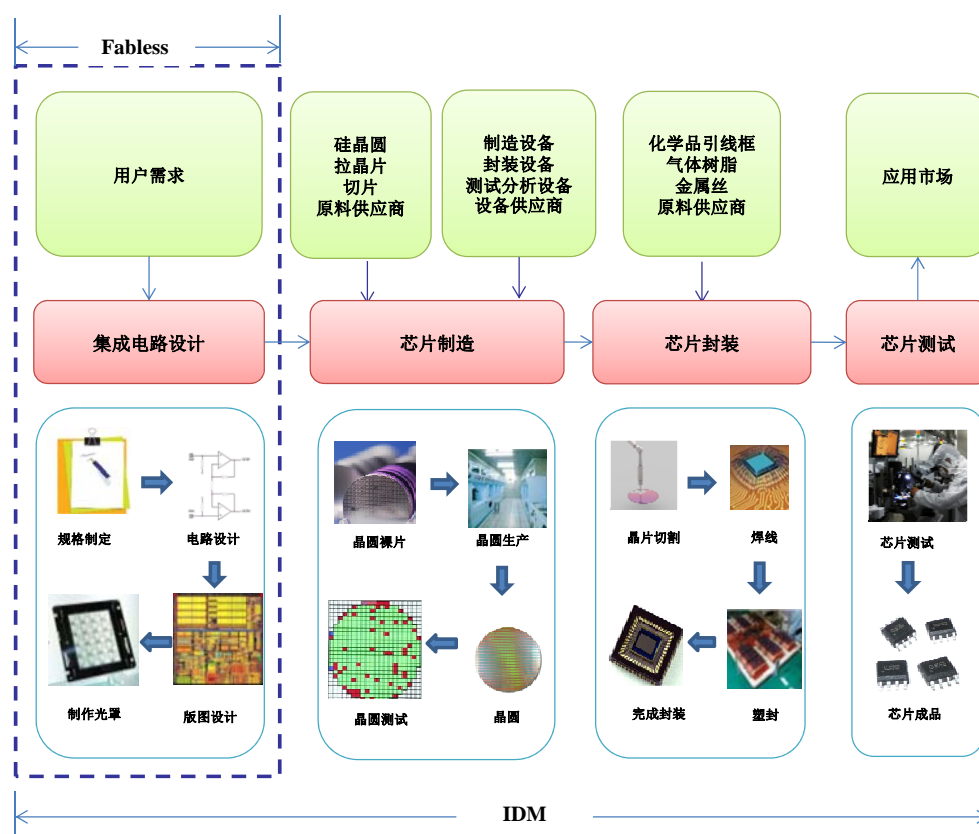 Fabless
用户需求
硅晶圆
拉晶片
切片
原料供应商
制造设备
封装设备
测试分析设备
设备供应商
化学品引线框
气体树脂
金属丝
原料供应商
应用市场
集成电路设计
芯片制造
芯片封装
芯片测试
规格制定
电路设计
制作光罩
版图设计
晶圆裸片
晶圆生产
晶圆测试
晶圆
晶片切割
焊线
完成封装
塑封
芯片测试
芯片成品
IDM